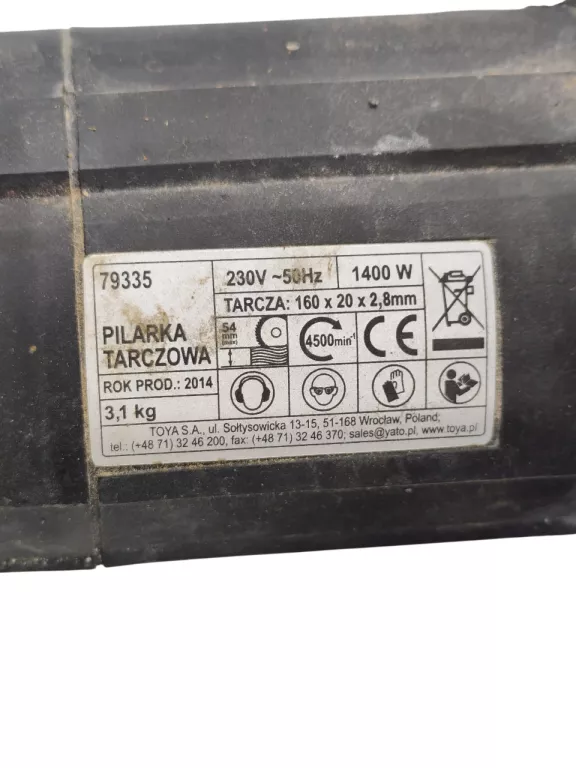 79335
230V ~50Hz
1400 W
TARCZA: 160 x 20 x 2,8mm
PILARKA
TARCZOWA
54
mm
(max)
4500min⁻¹
CE
ROK PROD.: 2014
3,1 kg
TOYA S.A., ul. Sołtysowicka 13-15, 51-168 Wrocław, Poland;
tel.: (+48 71) 32 46 200, fax: (+48 71) 32 46 370; sales@yato.pl, www.toya.pl